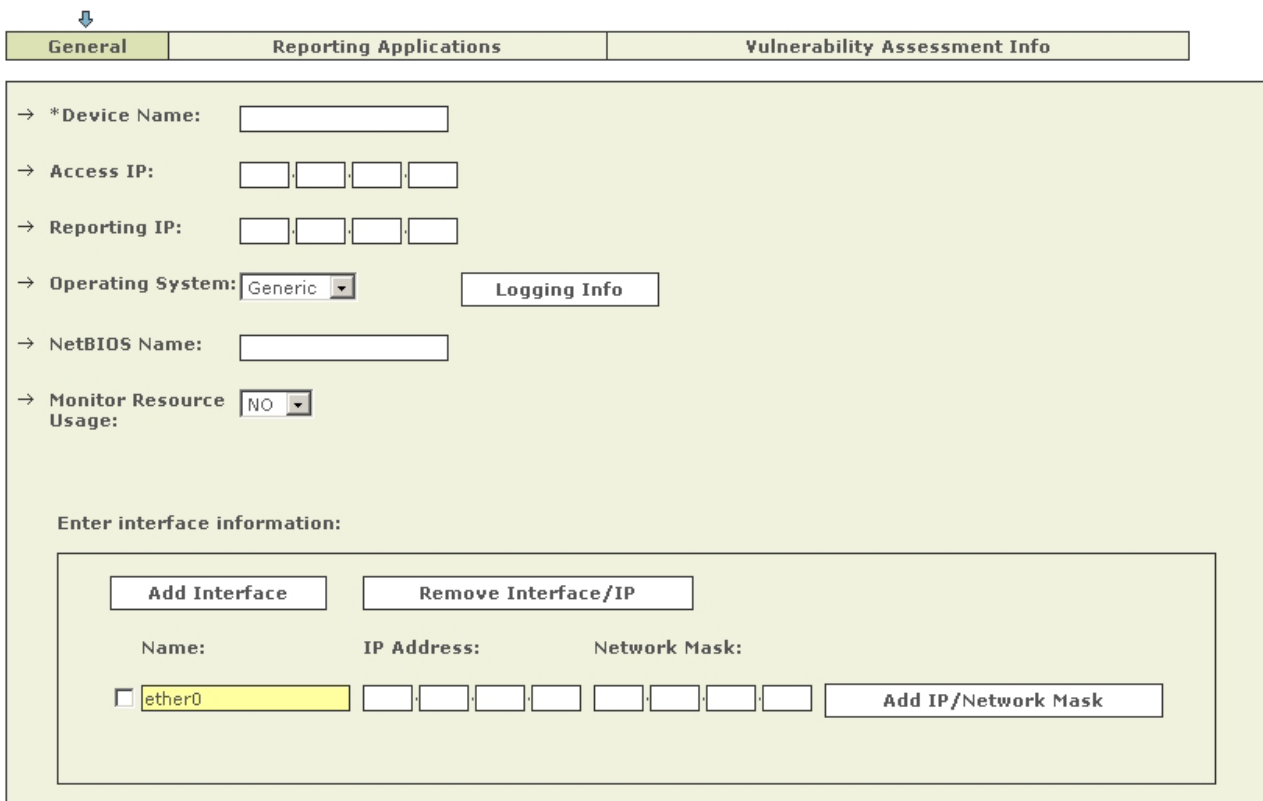 General Reporting Applications Vulnerability Assessment Info
→ *Device Name:
→ Access IP:
→ Reporting IP:
→ Operating System: Generic Logging Info
→ NetBIOS Name:
→ Monitor Resource NO
Usage:
Enter interface information:
Add Interface Remove Interface/IP
Name: IP Address: Network Mask:
ether0 Add IP/Network Mask